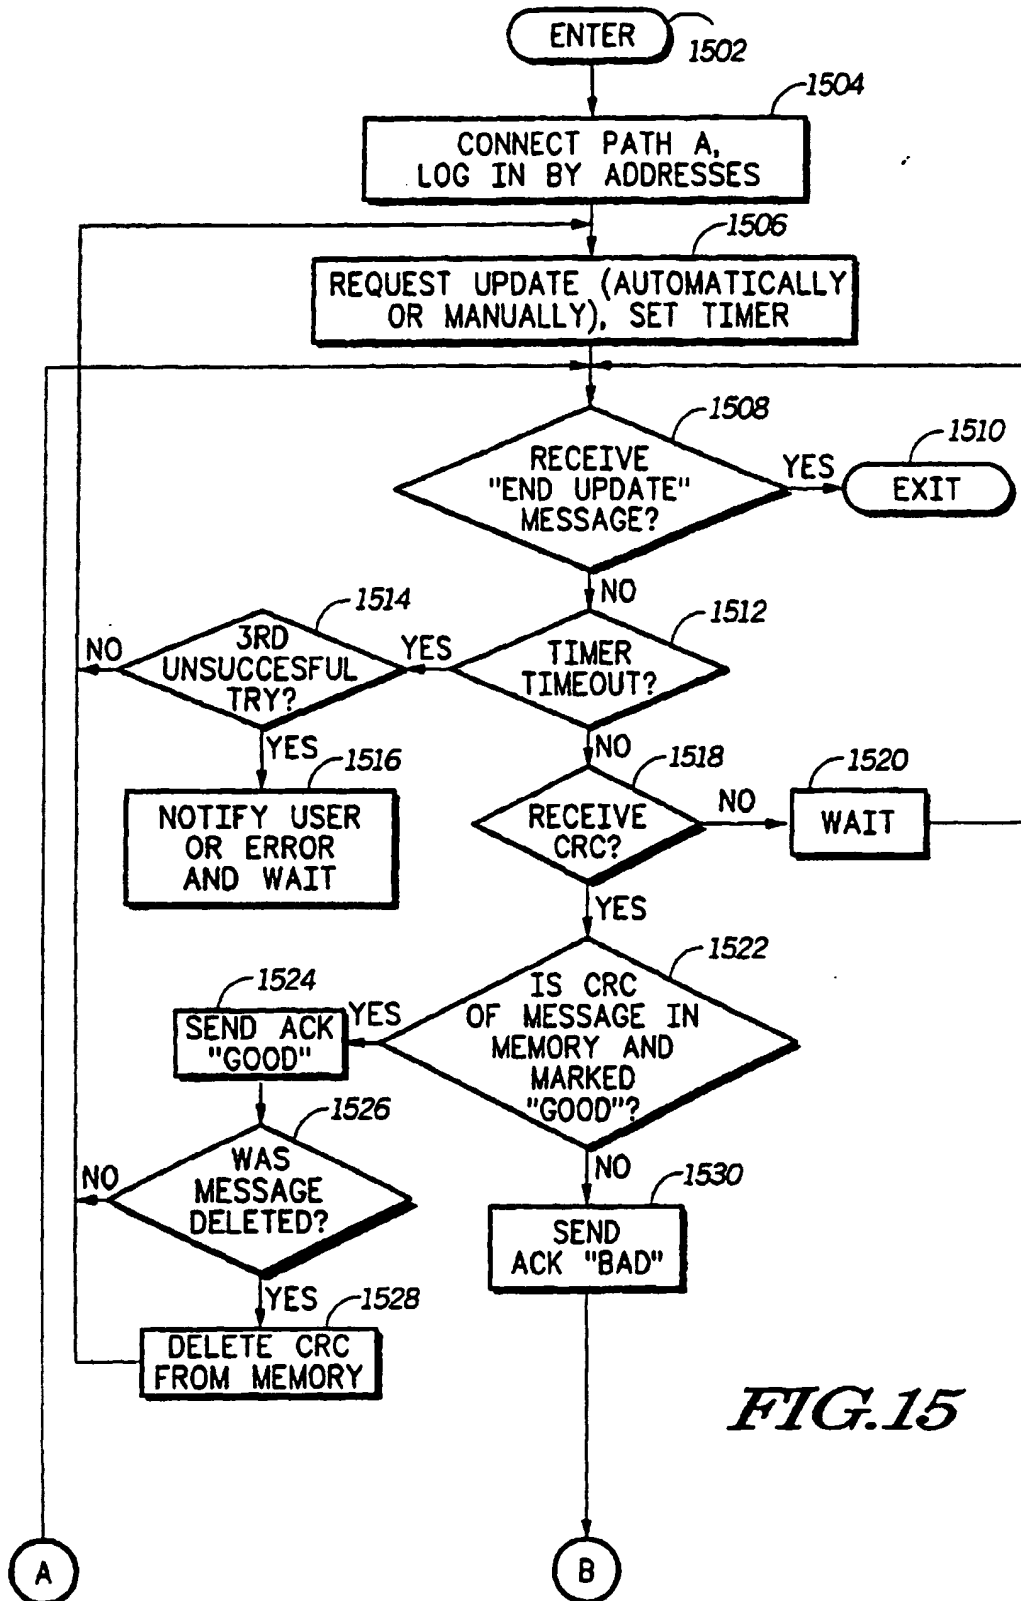 ENTER
1502
1504
CONNECT PATH A,
LOG IN BY ADDRESSES
1506
REQUEST UPDATE (AUTOMATICALLY
OR MANUALLY), SET TIMER
1508
RECEIVE
"END UPDATE"
MESSAGE?
YES
1510
EXIT
NO
1514
3RD
UNSUCCESFUL
TRY?
NO
YES
1512
TIMER
TIMEOUT?
YES
1516
NOTIFY USER
OR ERROR
AND WAIT
NO
1518
RECEIVE
CRC?
NO
1520
WAIT
YES
1522
IS CRC
OF MESSAGE IN
MEMORY AND
MARKED
"GOOD"?
YES
1524
SEND ACK
"GOOD"
1526
WAS
MESSAGE
DELETED?
NO
YES
1528
DELETE CRC
FROM MEMORY
NO
1530
SEND
ACK "BAD"
FIG.15
A
B